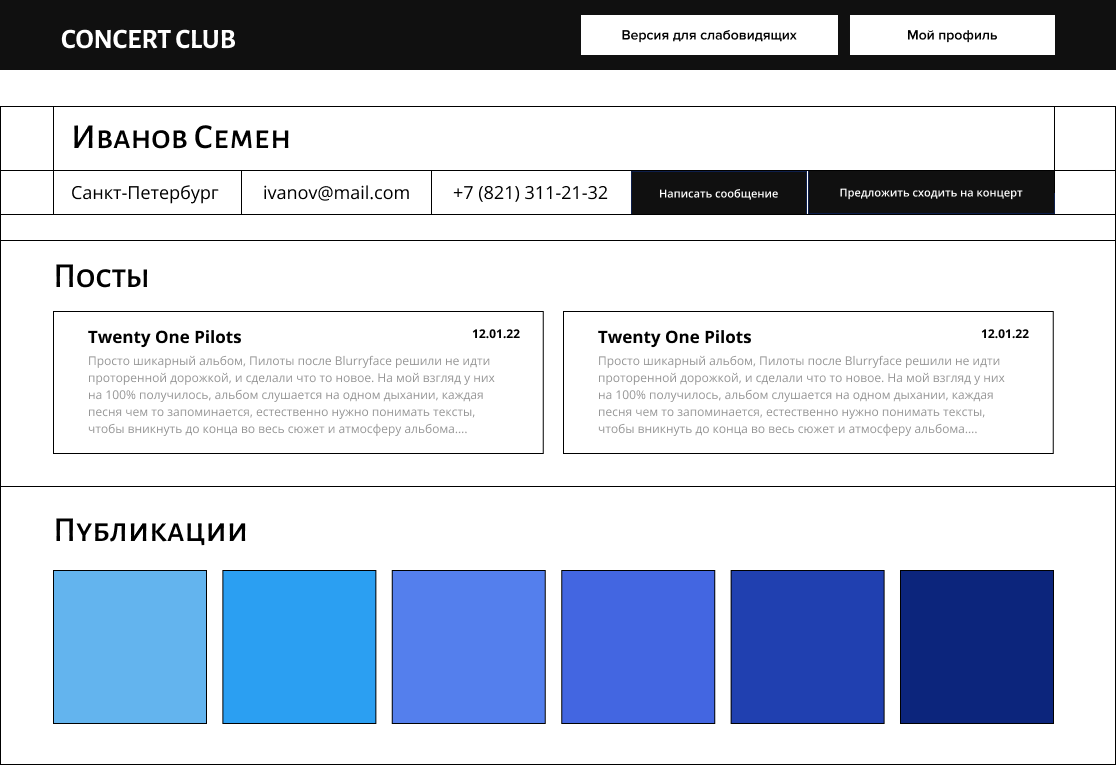 CONCERT CLUB
Версия для слабовидящих
Мой профиль
Иванов Семен
Санкт-Петербург
ivanov@mail.com
+7 (821) 311-21-32
Написать сообщение
Предложить сходить на концерт
Посты
Twenty One Pilots
12.01.22
Просто шикарный альбом, Пилоты после Blurryface решили не идти
проторенной дорожкой, и сделали что то новое. На мой взгляд у них
на 100% получилось, альбом слушается на одном дыхании, каждая
песня чем то запоминается, естественно нужно понимать тексты,
чтобы вникнуть до конца во весь сюжет и атмосферу альбома....
Twenty One Pilots
12.01.22
Просто шикарный альбом, Пилоты после Blurryface решили не идти
проторенной дорожкой, и сделали что то новое. На мой взгляд у них
на 100% получилось, альбом слушается на одном дыхании, каждая
песня чем то запоминается, естественно нужно понимать тексты,
чтобы вникнуть до конца во весь сюжет и атмосферу альбома....
Публикации